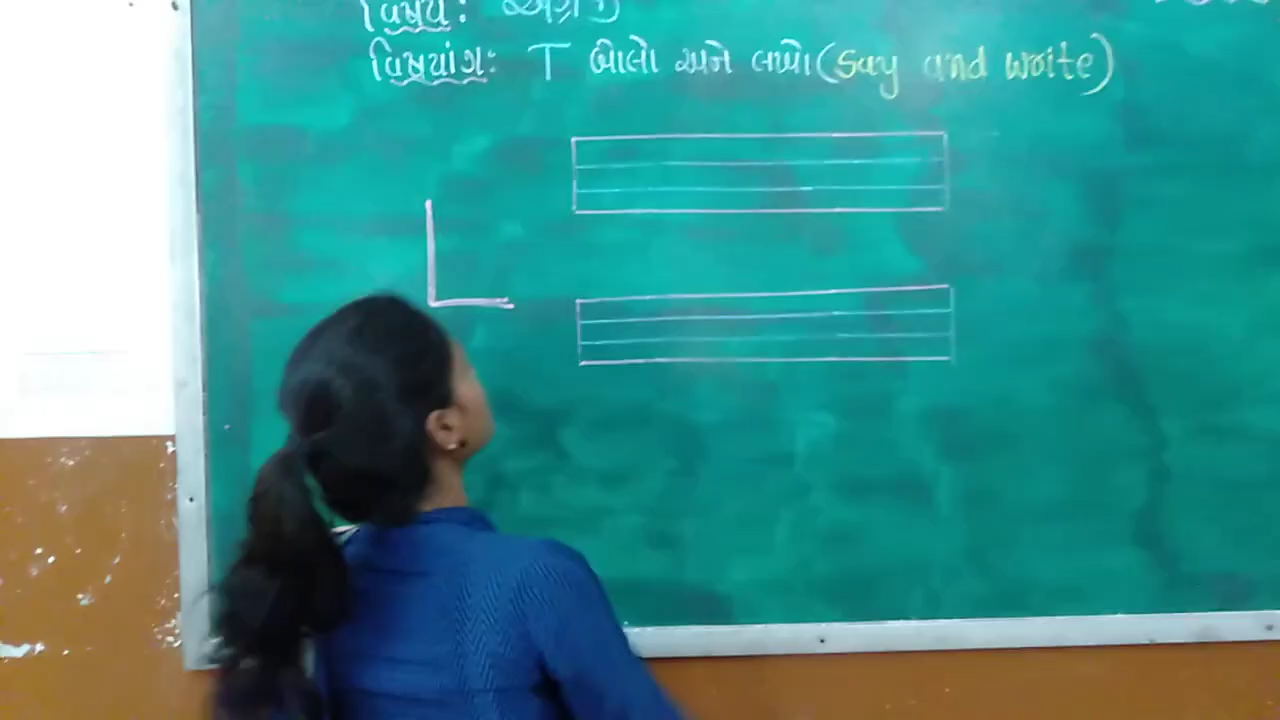 વિષય: અંગ્રેજી
વિષયાંગ: T બોલો અને લખો (say and write)
L